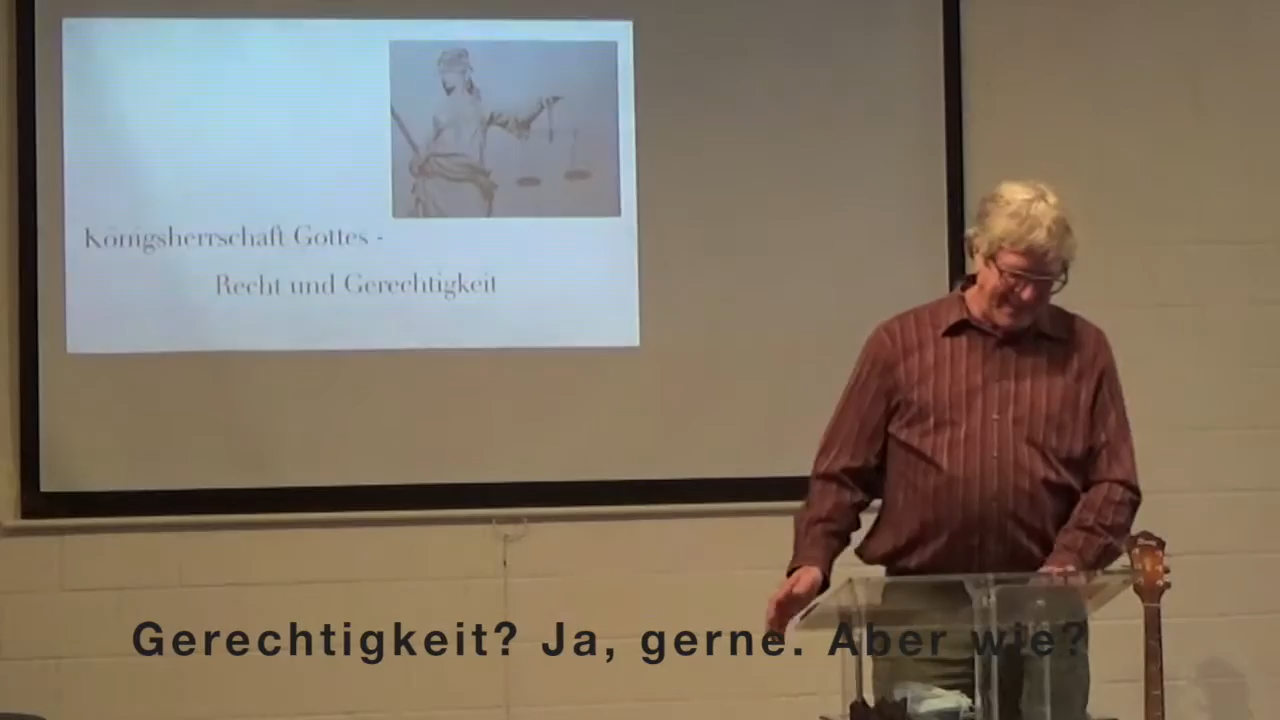 Königsherrschaft Gottes -
Recht und Gerechtigkeit
Gerechtigkeit? Ja, gerne. Aber wie?